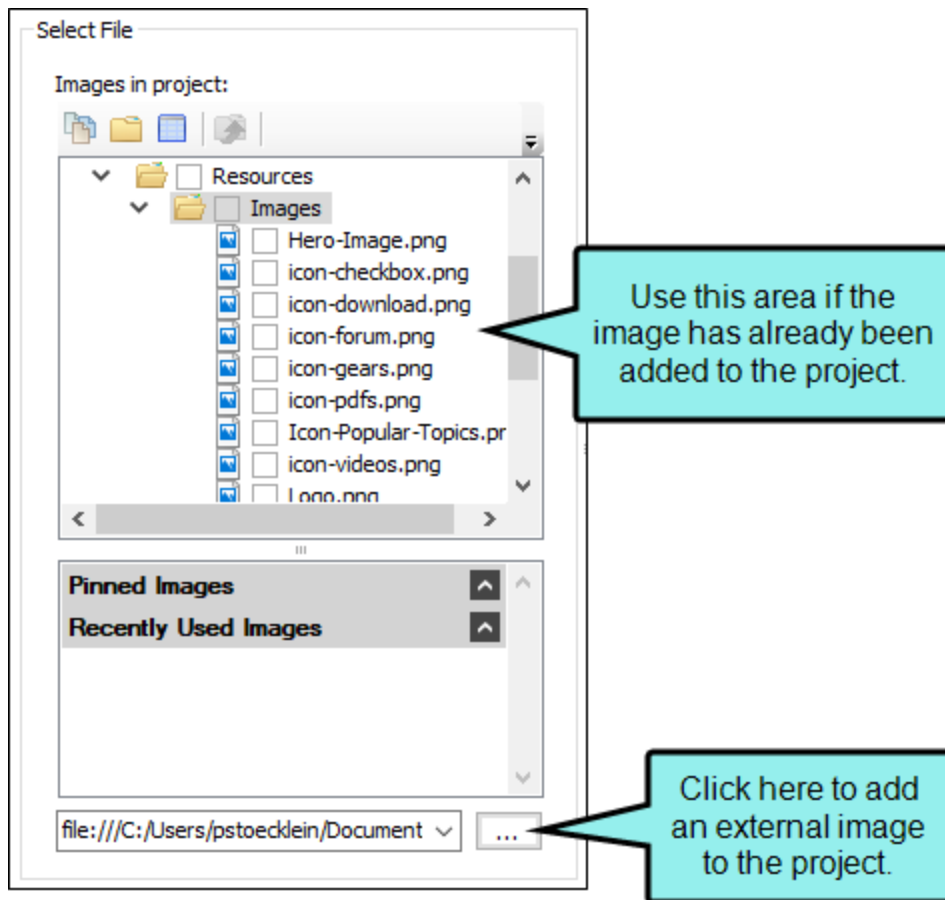 Select File
Images in project:
Resources
Images
Hero-Image.png
icon-checkbox.png
icon-download.png
icon-forum.png
icon-gears.png
icon-pdfs.png
Icon-Popular-Topics.pr
icon-videos.png
Logo.png
Use this area if the
image has already been
added to the project.
Pinned Images
Recently Used Images
file:///C:/Users/pstoecklein/Document
...
Click here to add
an external image
to the project.